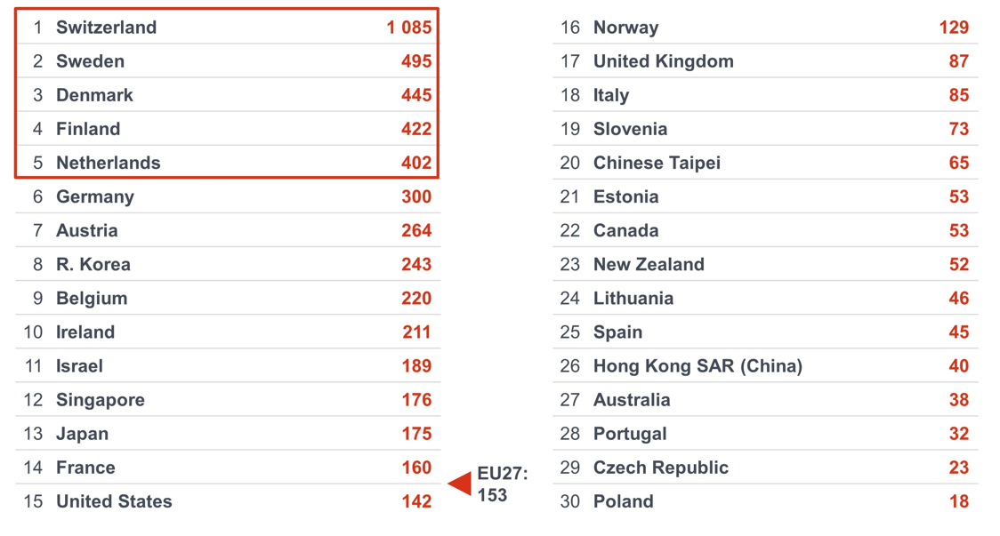 1 Switzerland 1 085
2 Sweden 495
3 Denmark 445
4 Finland 422
5 Netherlands 402
6 Germany 300
7 Austria 264
8 R. Korea 243
9 Belgium 220
10 Ireland 211
11 Israel 189
12 Singapore 176
13 Japan 175
14 France 160
15 United States 142
EU27:
153
16 Norway 129
17 United Kingdom 87
18 Italy 85
19 Slovenia 73
20 Chinese Taipei 65
21 Estonia 53
22 Canada 53
23 New Zealand 52
24 Lithuania 46
25 Spain 45
26 Hong Kong SAR (China) 40
27 Australia 38
28 Portugal 32
29 Czech Republic 23
30 Poland 18